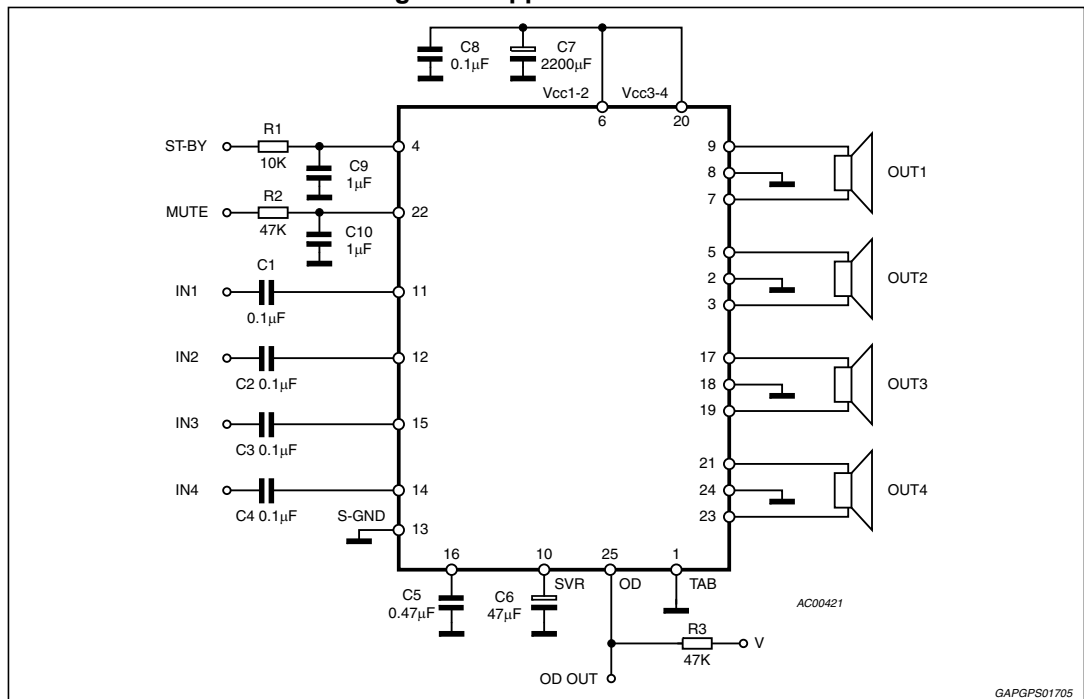 C8
0.1µF
C7
2200µF
Vcc1-2
Vcc3-4
6
20
ST-BY
R1
10K
4
C9
1µF
MUTE
R2
47K
22
C10
1µF
IN1
C1
0.1µF
11
IN2
C2 0.1µF
12
IN3
C3 0.1µF
15
IN4
C4 0.1µF
14
S-GND
13
9
8
7
OUT1
5
2
3
OUT2
17
18
19
OUT3
21
24
23
OUT4
16
10
25
1
SVR
OD
TAB
C5
0.47µF
C6
47µF
AC00421
R3
47K
V
OD OUT
GAPGPS01705